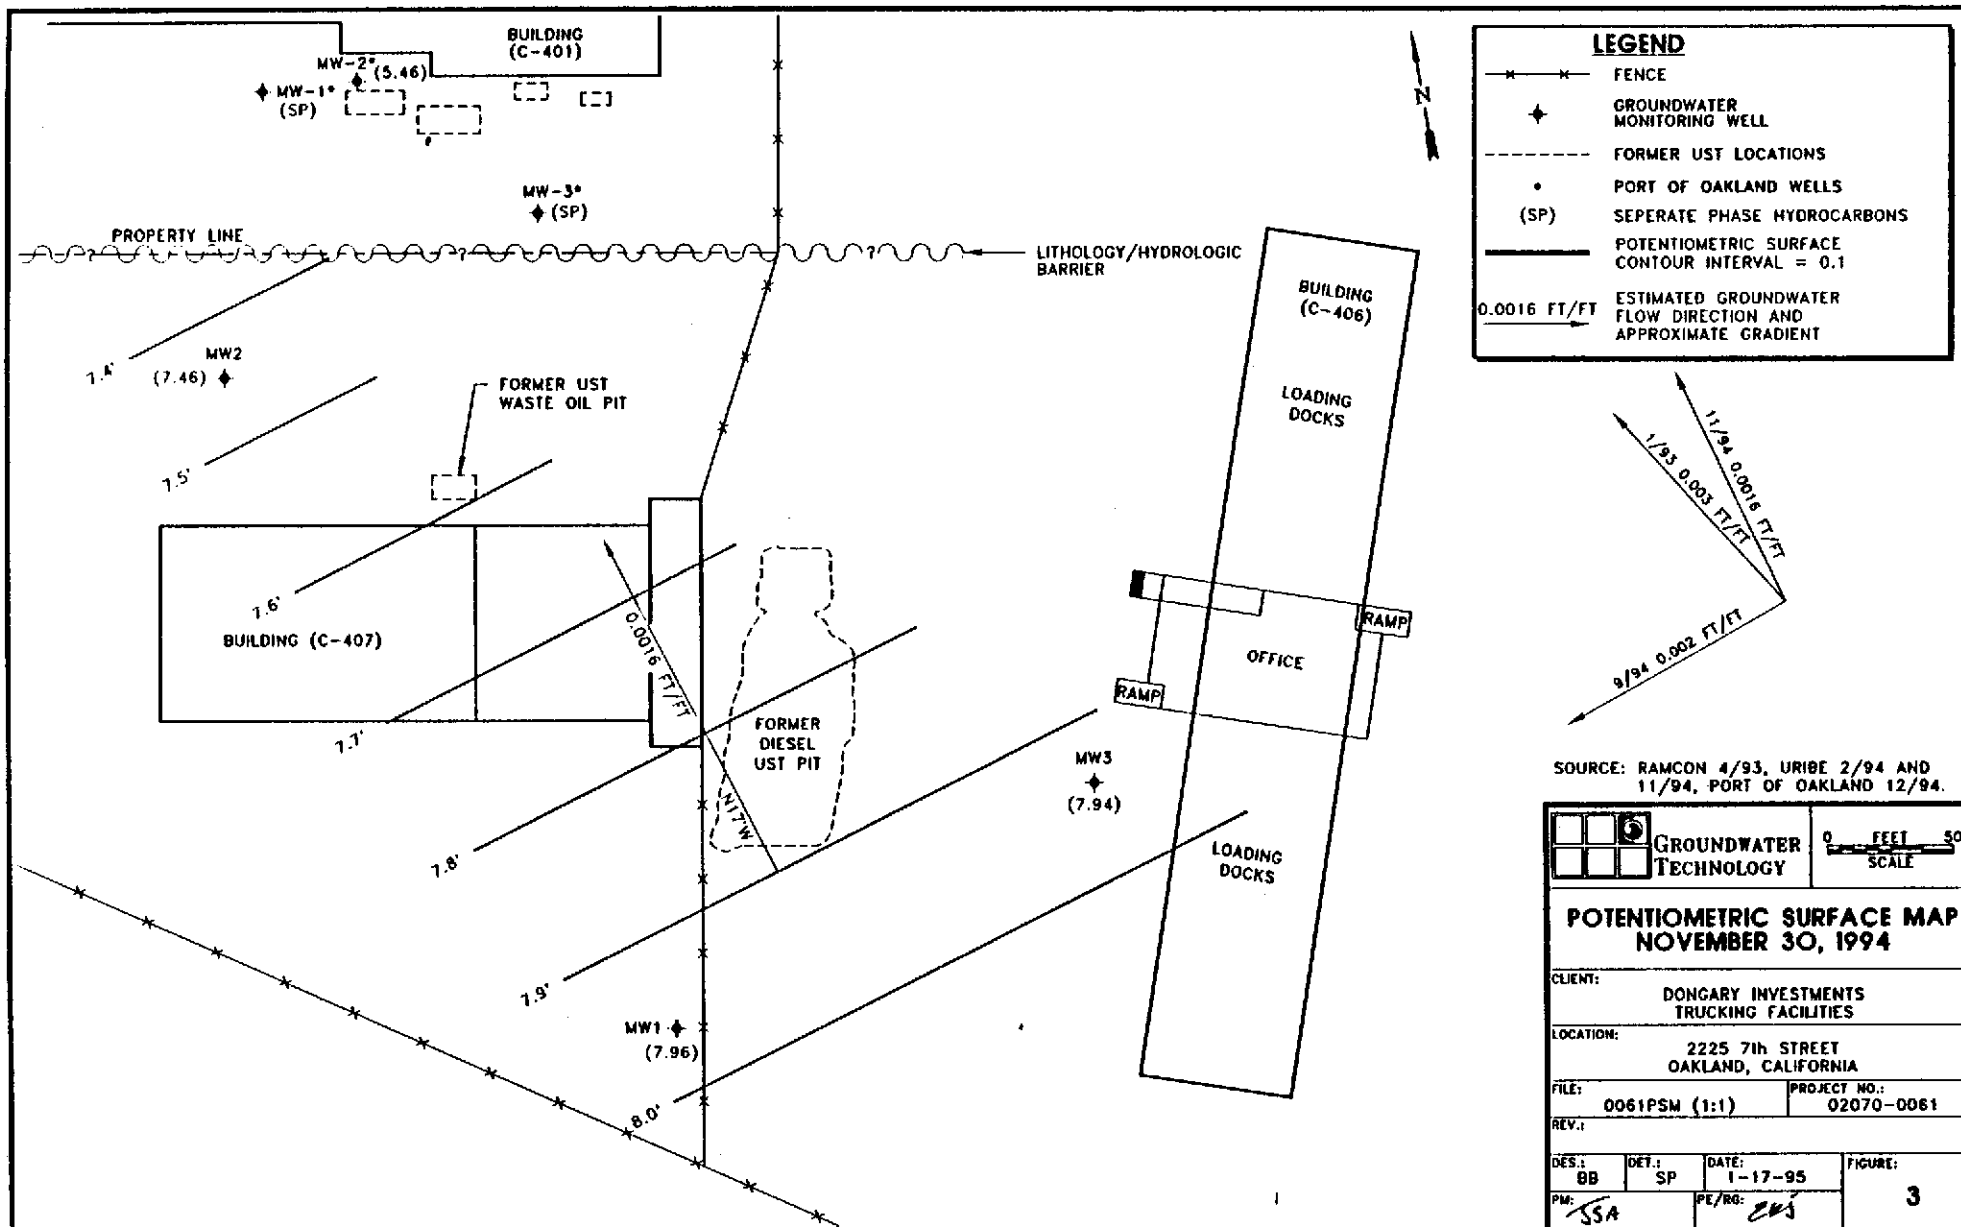 BUILDING
(C-401)
MW-2*
(5.46)
MW-1*
(SP)
MW-3*
(SP)
PROPERTY LINE
?
?
?
LITHOLOGY/HYDROLOGIC
BARRIER
N
LEGEND
FENCE
GROUNDWATER
MONITORING WELL
FORMER UST LOCATIONS
PORT OF OAKLAND WELLS
(SP) SEPERATE PHASE HYDROCARBONS
POTENTIOMETRIC SURFACE
CONTOUR INTERVAL = 0.1
0.0016 FT/FT
ESTIMATED GROUNDWATER
FLOW DIRECTION AND
APPROXIMATE GRADIENT
7.4'
MW2
(7.46)
7.5'
FORMER UST
WASTE OIL PIT
7.6'
BUILDING (C-407)
7.7'
0.0016 FT/FT
N17W
FORMER
DIESEL
UST PIT
7.8'
7.9'
MW1
(7.96)
8.0'
MW3
(7.94)
BUILDING
(C-406)
LOADING
DOCKS
RAMP
OFFICE
RAMP
LOADING
DOCKS
11/94 0.0016 FT/FT
1/93 0.003 FT/FT
9/94 0.002 FT/FT
SOURCE: RAMCON 4/93, URIBE 2/94 AND
11/94, PORT OF OAKLAND 12/94.
GROUNDWATER
TECHNOLOGY
0 FEET 50
SCALE
POTENTIOMETRIC SURFACE MAP
NOVEMBER 30, 1994
CLIENT:
DONGARY INVESTMENTS
TRUCKING FACILITIES
LOCATION:
2225 7th STREET
OAKLAND, CALIFORNIA
FILE:
0061PSM (1:1)
PROJECT NO.:
02070-0061
REV.:
DES.:
BB
DET.:
SP
DATE:
1-17-95
FIGURE:
3
PM:
JSA
PE/RG: